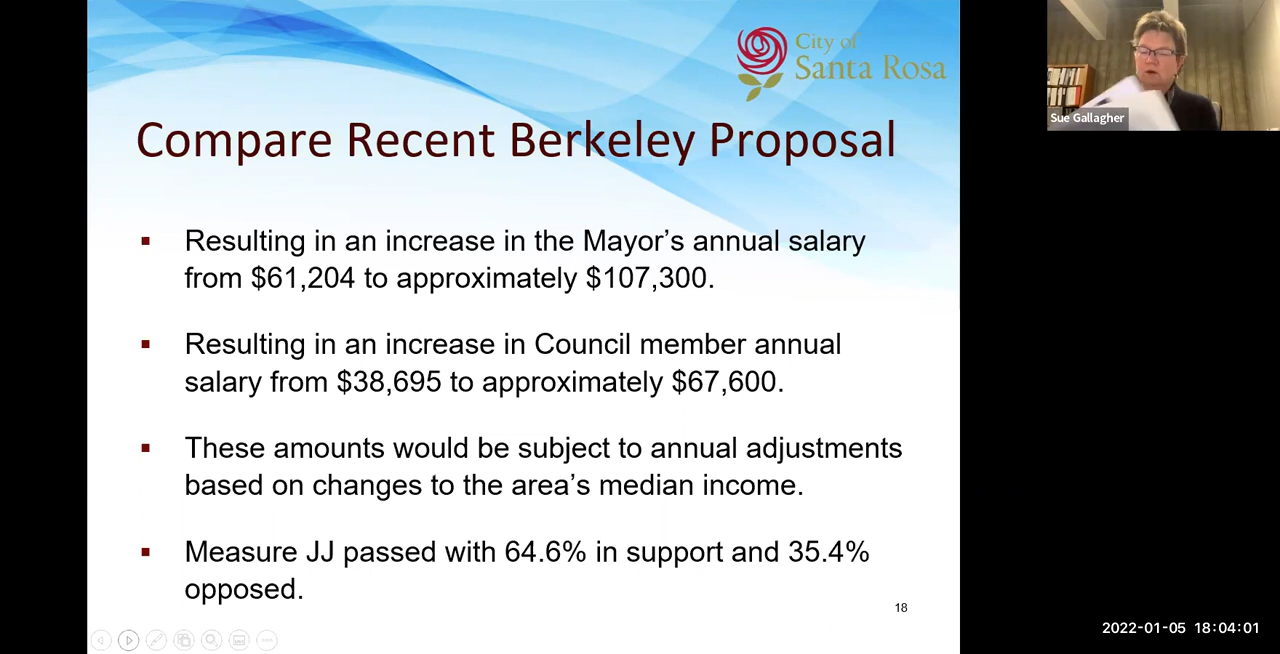 City of
Santa Rosa
Sue Gallagher
Compare Recent Berkeley Proposal
▪ Resulting in an increase in the Mayor’s annual salary
from $61,204 to approximately $107,300.
▪ Resulting in an increase in Council member annual
salary from $38,695 to approximately $67,600.
▪ These amounts would be subject to annual adjustments
based on changes to the area’s median income.
▪ Measure JJ passed with 64.6% in support and 35.4%
opposed.
18
2022-01-05 18:04:01